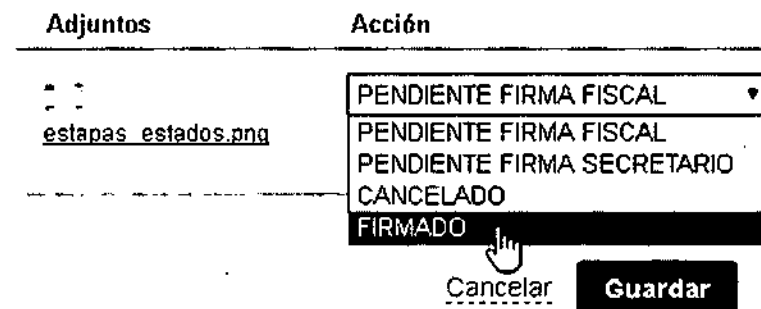 Adjuntos Acción
PENDIENTE FIRMA FISCAL
estapas_estados.png
PENDIENTE FIRMA FISCAL
PENDIENTE FIRMA SECRETARIO
CANCELADO
FIRMADO
Cancelar Guardar